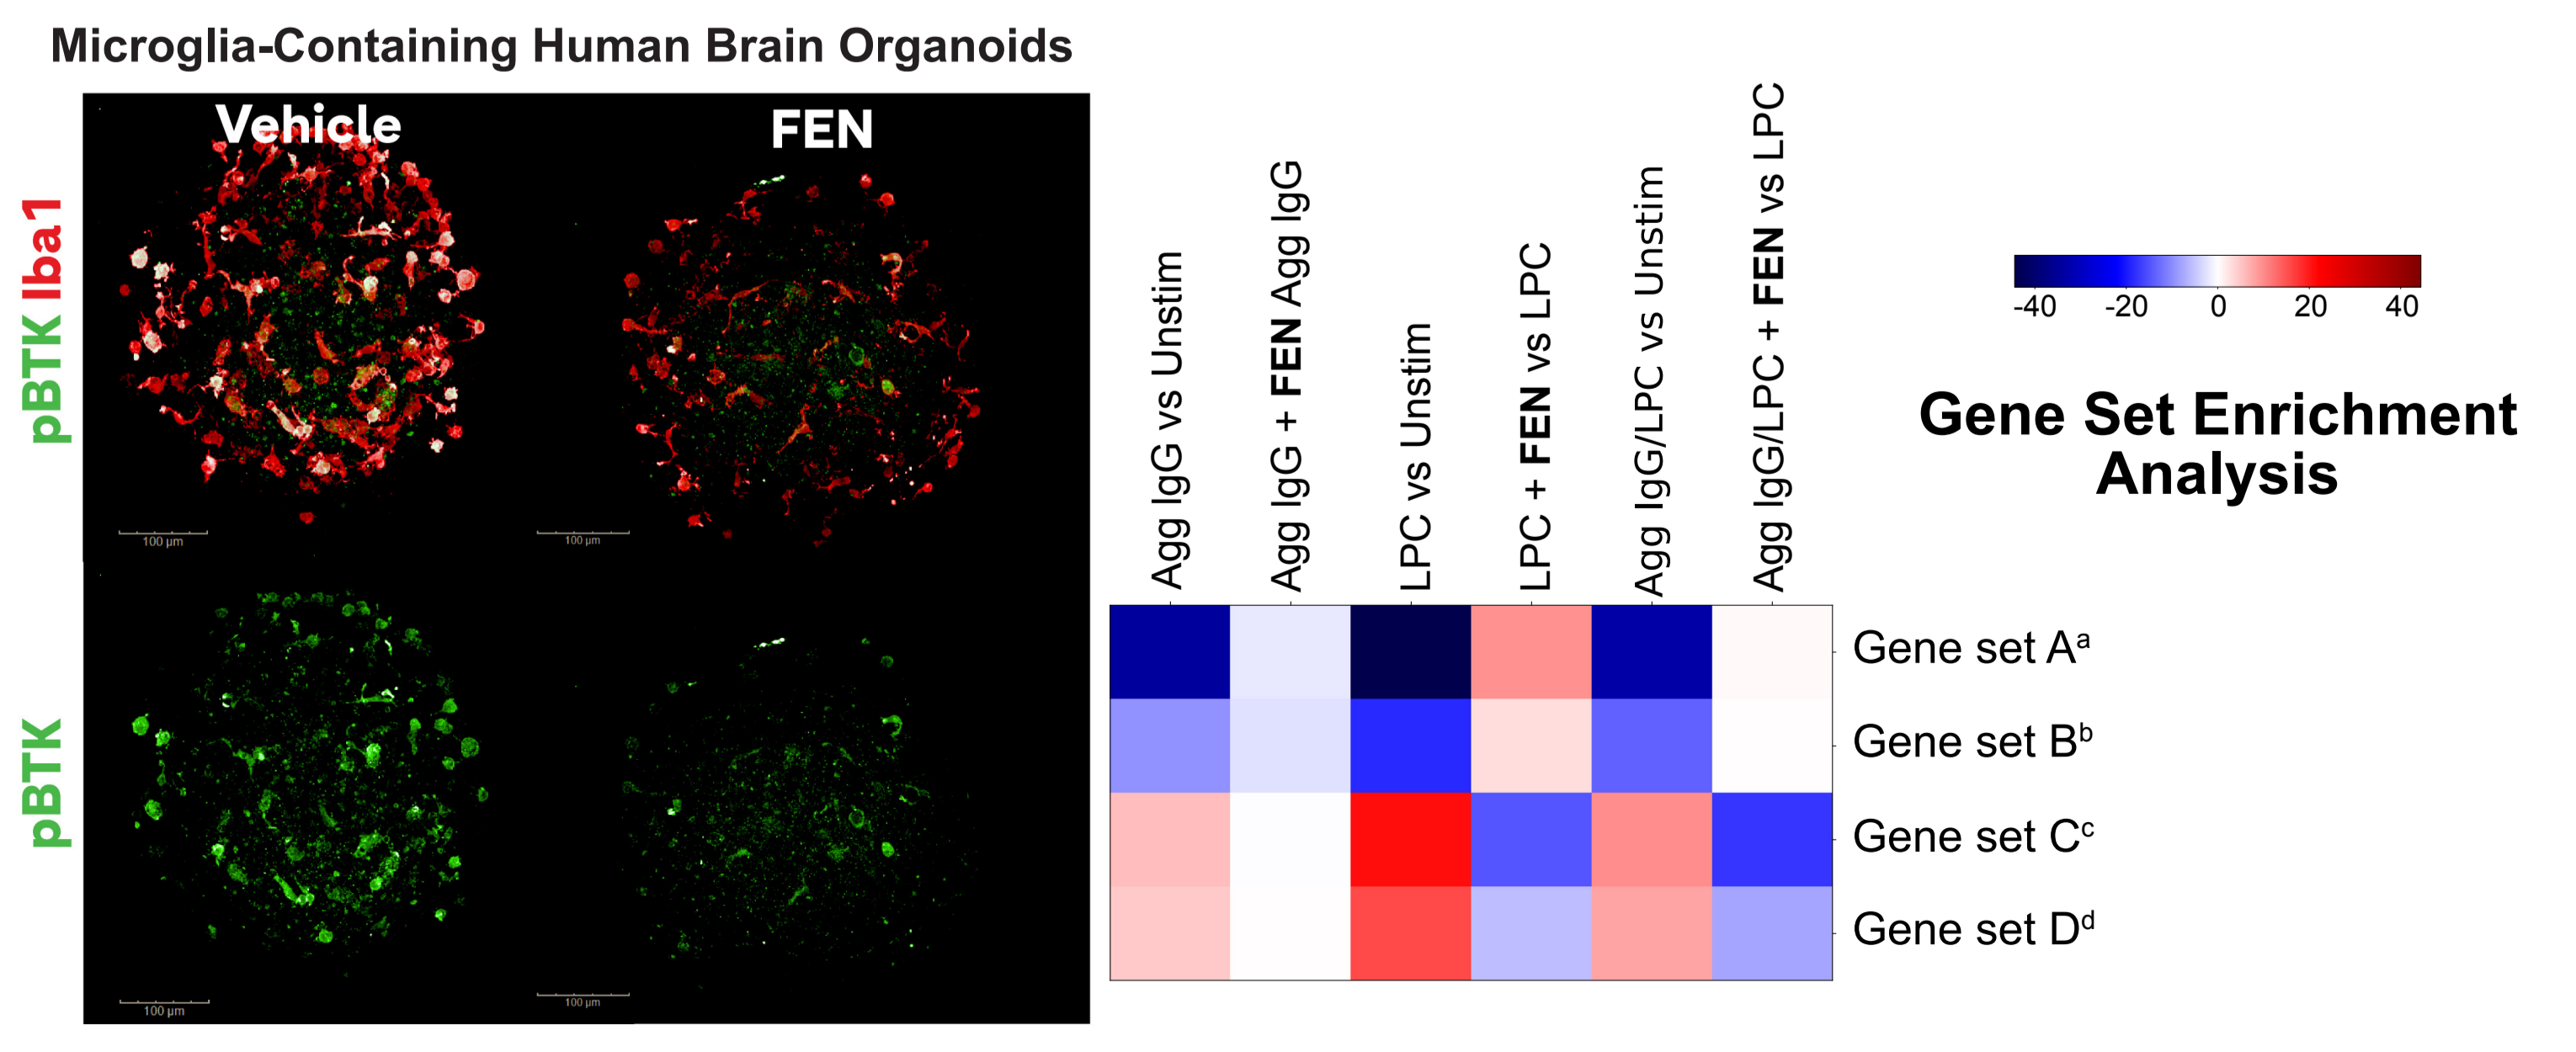 Microglia-Containing Human Brain Organoids
Vehicle
FEN
pBTK Iba1
100 µm
100 µm
pBTK
100 µm
100 µm
Agg IgG vs Unstim
Agg IgG + FEN Agg IgG
LPC vs Unstim
LPC + FEN vs LPC
Agg IgG/LPC vs Unstim
Agg IgG/LPC + FEN vs LPC
Gene set Aᵃ
Gene set Bᵇ
Gene set Cᶜ
Gene set Dᵈ
-40 -20 0 20 40
Gene Set Enrichment
Analysis